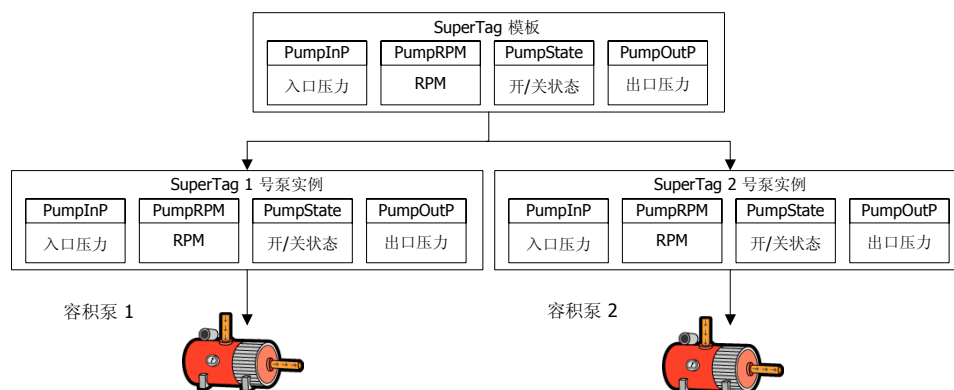 SuperTag 模板
PumpInP PumpRPM PumpState PumpOutP
入口压力 RPM 开/关状态 出口压力
SuperTag 1 号泵实例
PumpInP PumpRPM PumpState PumpOutP
入口压力 RPM 开/关状态 出口压力
SuperTag 2 号泵实例
PumpInP PumpRPM PumpState PumpOutP
入口压力 RPM 开/关状态 出口压力
容积泵 1
容积泵 2